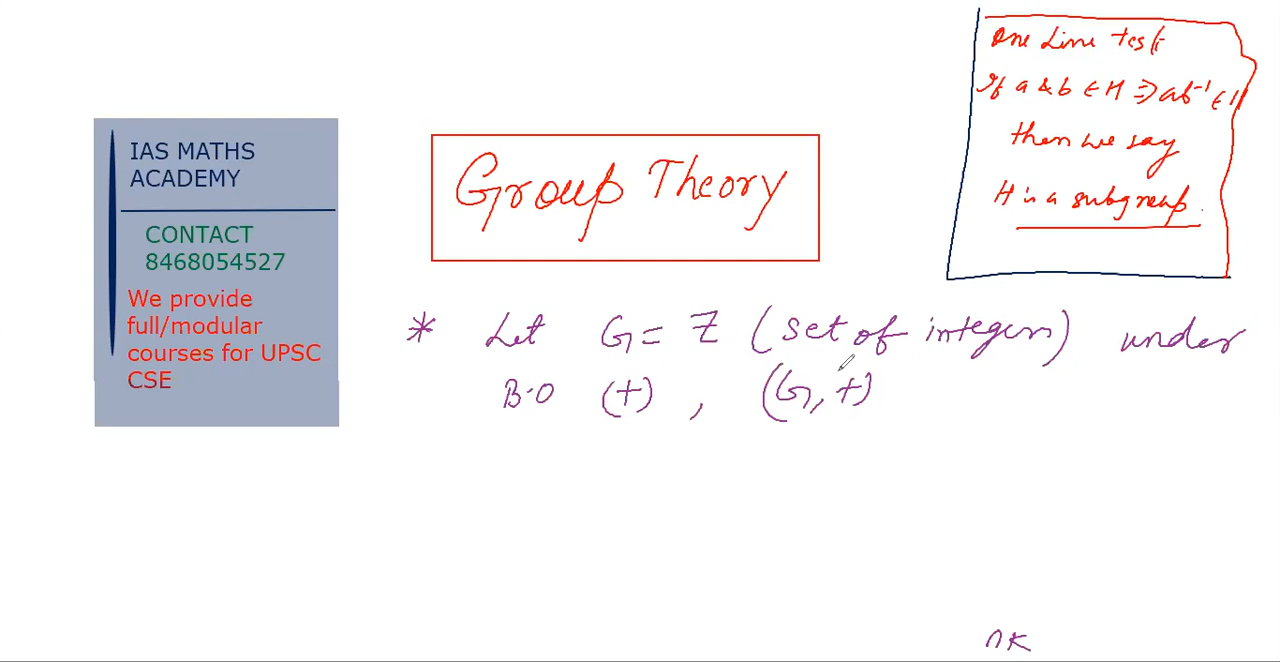 One Line test
If a & b ∈ H ⇒ ab⁻¹ ∈ H
then we say
H is a subgroup.
IAS MATHS
ACADEMY
CONTACT
8468054527
We provide
full/modular
courses for UPSC
CSE
Group Theory
* Let G = Z (set of integers) under
B.O (+) , (G, +)